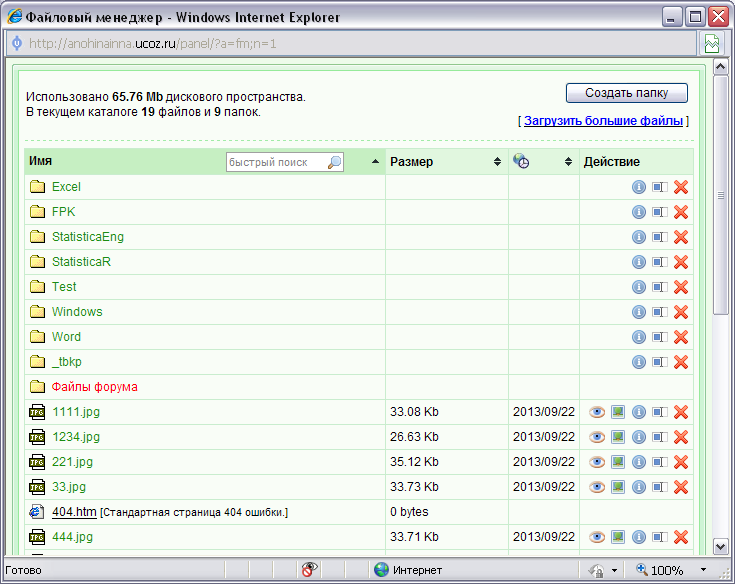 Файловый менеджер - Windows Internet Explorer
http://anohinainna.ucoz.ru/panel/?a=fm;n=1
Использовано 65.76 Mb дискового пространства.
В текущем каталоге 19 файлов и 9 папок.
Создать папку
[ Загрузить большие файлы ]
Имя быстрый поиск Размер Действие
Excel
FPK
StatisticaEng
StatisticaR
Test
Windows
Word
_tbkp
Файлы форума
1111.jpg 33.08 Kb 2013/09/22
1234.jpg 26.63 Kb 2013/09/22
221.jpg 35.12 Kb 2013/09/22
33.jpg 33.73 Kb 2013/09/22
404.htm [Стандартная страница 404 ошибки.] 0 bytes
444.jpg 33.71 Kb 2013/09/22
Готово Интернет 100%